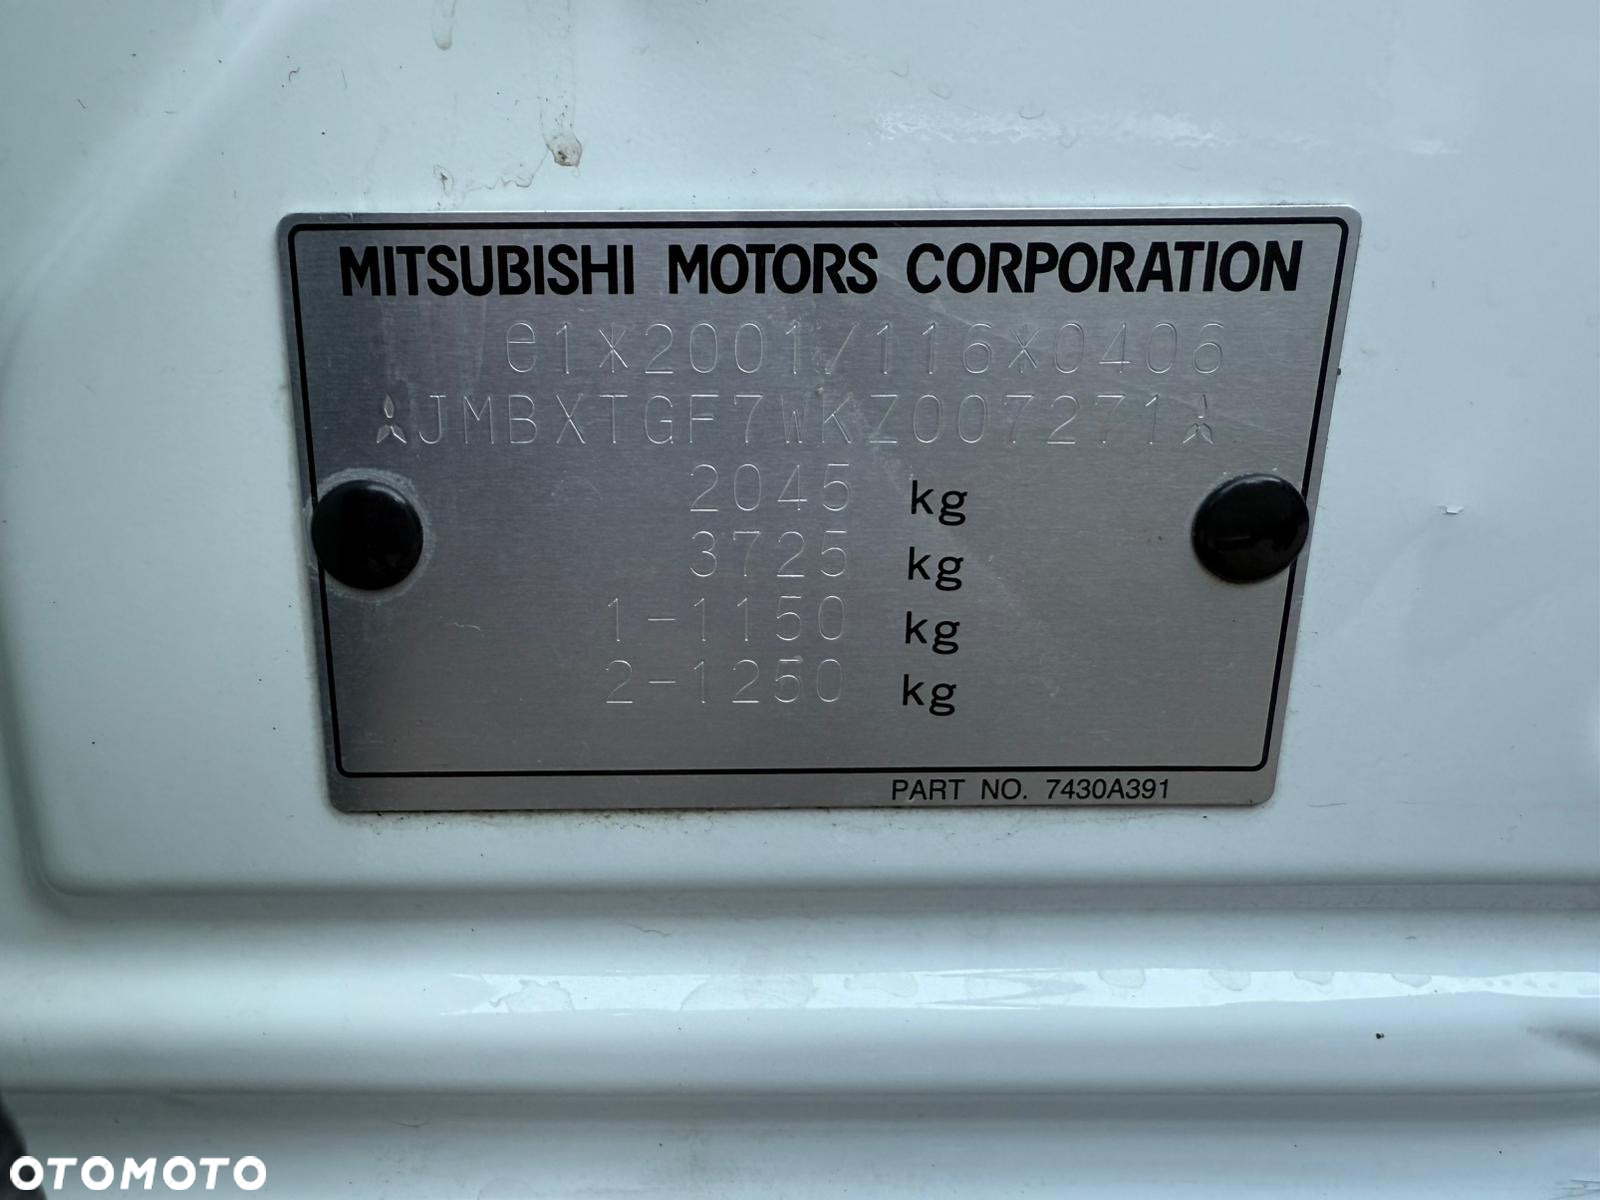 MITSUBISHI MOTORS CORPORATION
e1*2001/116*0406
JMBXTGF7WKZ007271
2045 kg
3725 kg
1-1150 kg
2-1250 kg
PART NO. 7430A391
OTOMOTO